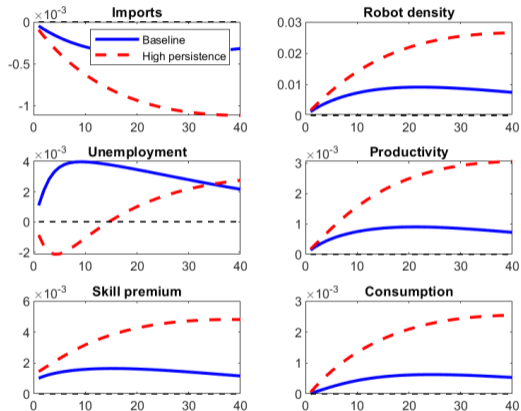 Imports
×10⁻³
0
-0.5
-1
0 10 20 30 40
Baseline
High persistence
Robot density
0.03
0.02
0.01
0
0 10 20 30 40
Unemployment
×10⁻³
4
2
0
-2
0 10 20 30 40
Productivity
×10⁻³
3
2
1
0
0 10 20 30 40
Skill premium
×10⁻³
6
4
2
0
0 10 20 30 40
Consumption
×10⁻³
3
2
1
0
0 10 20 30 40